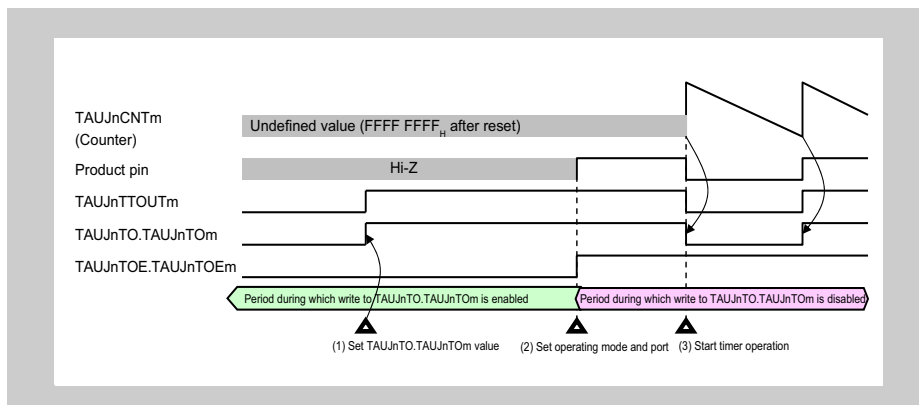 TAUJnCNTm
(Counter)
Undefined value (FFFF FFFFH after reset)
Product pin
Hi-Z
TAUJnTTOUTm
TAUJnTO.TAUJnTOm
TAUJnTOE.TAUJnTOEm
Period during which write to TAUJnTO.TAUJnTOm is enabled
Period during which write to TAUJnTO.TAUJnTOm is disabled
(1) Set TAUJnTO.TAUJnTOm value
(2) Set operating mode and port
(3) Start timer operation